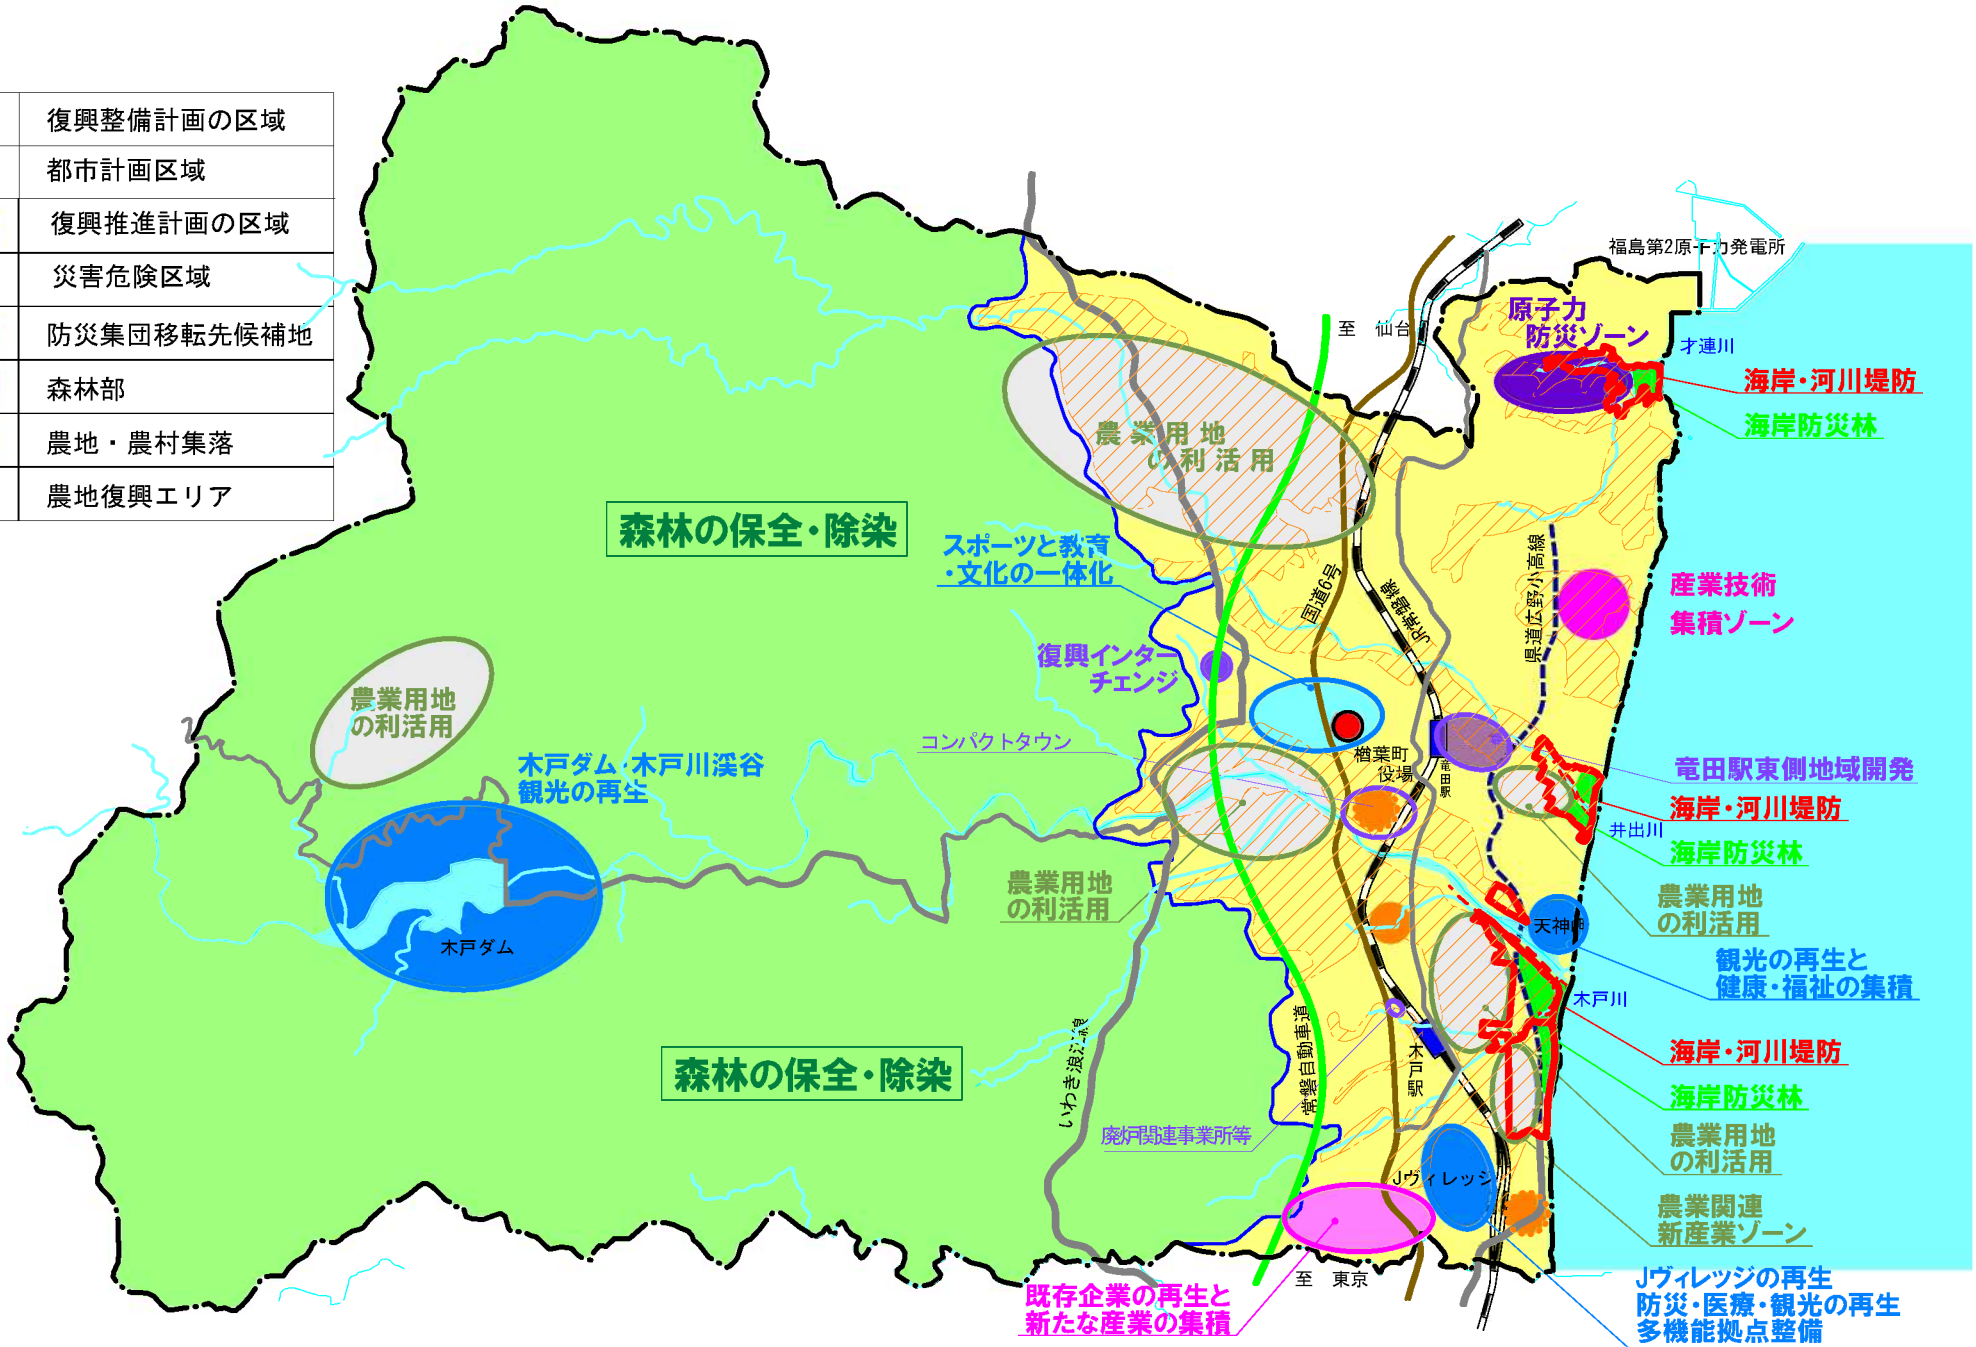 復興整備計画の区域
都市計画区域
復興推進計画の区域
災害危険区域
防災集団移転先候補地
森林部
農地・農村集落
農地復興エリア
福島第2原子力発電所
原子力
防災ゾーン
至 仙台
才連川
海岸・河川堤防
海岸防災林
農業用地
の利活用
森林の保全・除染
スポーツと教育
・文化の一体化
国道6号
JR常磐線
県道広野小高線
産業技術
集積ゾーン
復興インター
チェンジ
農業用地
の利活用
コンパクトタウン
楢葉町
役場
竜田駅
木戸ダム・木戸川渓谷
観光の再生
竜田駅東側地域開発
海岸・河川堤防
井出川
海岸防災林
農業用地
の利活用
農業用地
の利活用
木戸ダム
天神岬
観光の再生と
健康・福祉の集積
木戸川
森林の保全・除染
いわき浪江線
常磐自動車道
木戸駅
海岸・河川堤防
海岸防災林
廃炉関連事業所等
農業用地
の利活用
Jヴィレッジ
農業関連
新産業ゾーン
至 東京
既存企業の再生と
新たな産業の集積
Jヴィレッジの再生
防災・医療・観光の再生
多機能拠点整備